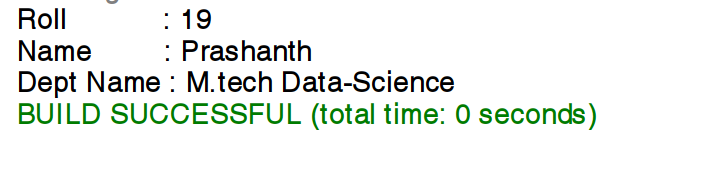 Roll : 19
Name : Prashanth
Dept Name : M.tech Data-Science
BUILD SUCCESSFUL (total time: 0 seconds)